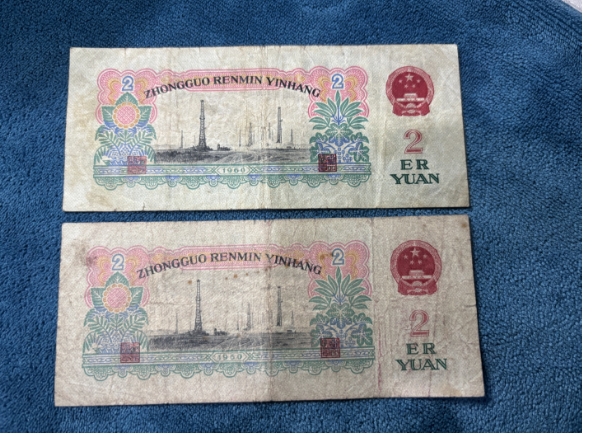 2 ZHONGGUO RENMIN YINHANG 2
2
ER
YUAN
1960
2 ZHONGGUO RENMIN YINHANG 2
2
ER
YUAN
1960